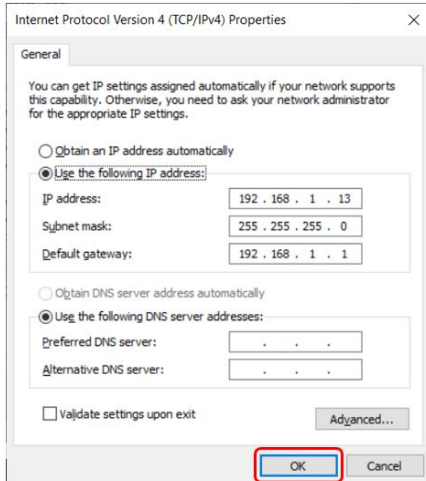 Internet Protocol Version 4 (TCP/IPv4) Properties
General
You can get IP settings assigned automatically if your network supports
this capability. Otherwise, you need to ask your network administrator
for the appropriate IP settings.
Obtain an IP address automatically
Use the following IP address:
IP address: 192 . 168 . 1 . 13
Subnet mask: 255 . 255 . 255 . 0
Default gateway: 192 . 168 . 1 . 1
Obtain DNS server address automatically
Use the following DNS server addresses:
Preferred DNS server: . . .
Alternative DNS server: . . .
Validate settings upon exit
Advanced...
OK Cancel